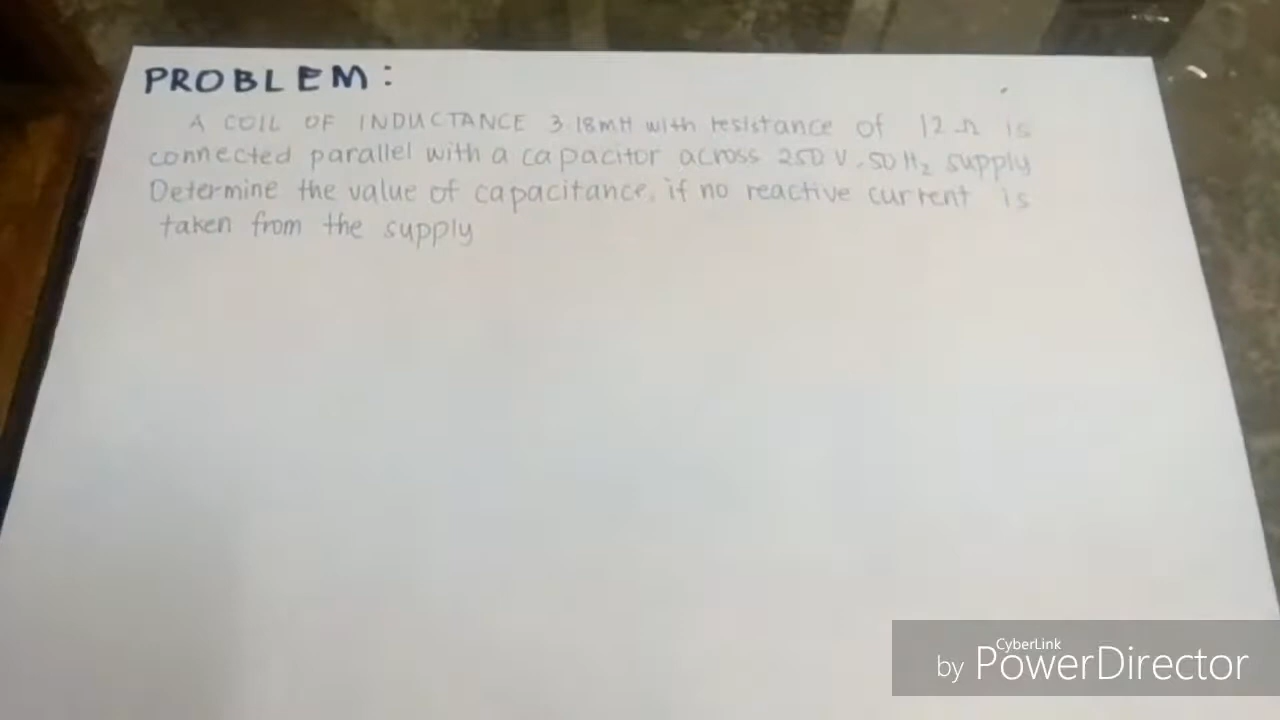 PROBLEM:
A COIL OF INDUCTANCE 3.18mH with resistance of 12Ω is
connected parallel with a capacitor across 250 V, 50 Hz supply
Determine the value of capacitance, if no reactive current is
taken from the supply
CyberLink
by PowerDirector